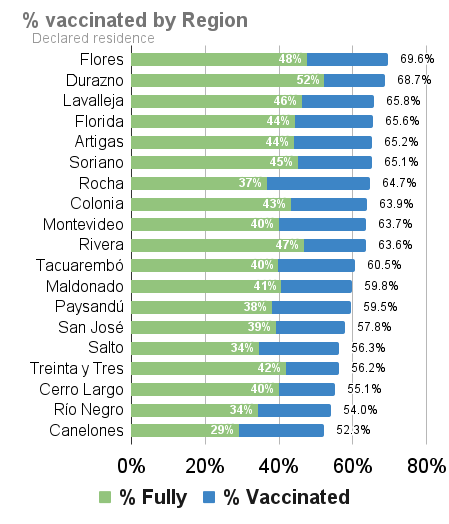 % vaccinated by Region
Declared residence
Flores 48% 69.6%
Durazno 52% 68.7%
Lavalleja 46% 65.8%
Florida 44% 65.6%
Artigas 44% 65.2%
Soriano 45% 65.1%
Rocha 37% 64.7%
Colonia 43% 63.9%
Montevideo 40% 63.7%
Rivera 47% 63.6%
Tacuarembó 40% 60.5%
Maldonado 41% 59.8%
Paysandú 38% 59.5%
San José 39% 57.8%
Salto 34% 56.3%
Treinta y Tres 42% 56.2%
Cerro Largo 40% 55.1%
Río Negro 34% 54.0%
Canelones 29% 52.3%
0% 20% 40% 60% 80%
% Fully % Vaccinated